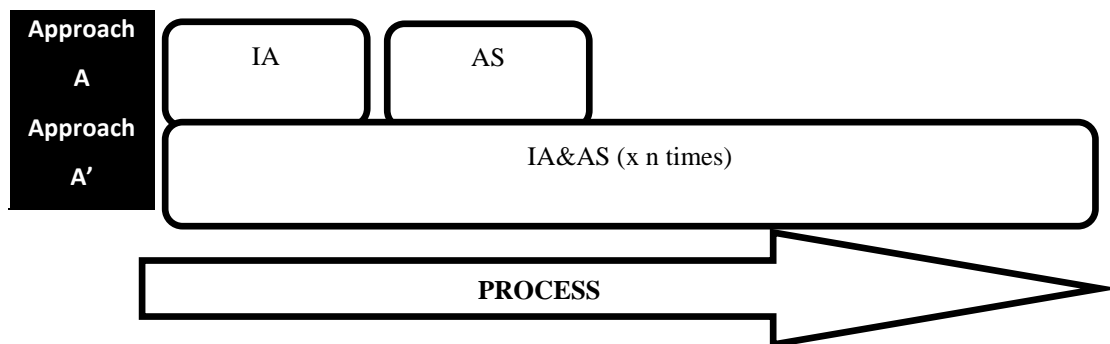 Approach
A
IA
AS
Approach
A’
IA&AS (x n times)
PROCESS